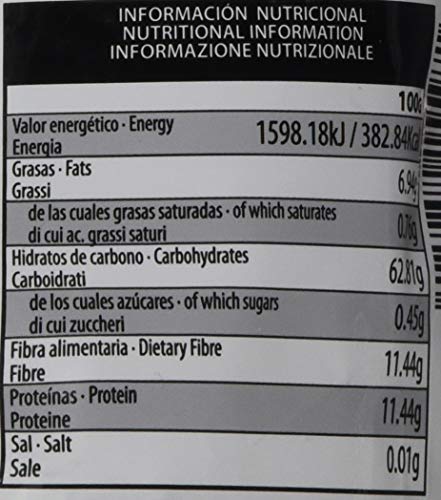 INFORMACIÓN NUTRICIONAL
NUTRITIONAL INFORMATION
INFORMAZIONE NUTRIZIONALE
100g
Valor energético · Energy
Energia
1598.18kJ / 382.84Kcal
Grasas · Fats
Grassi
6.94g
de las cuales grasas saturadas · of which saturates
di cui ac. grassi saturi
0.76g
Hidratos de carbono · Carbohydrates
Carboidrati
62.81g
de los cuales azúcares · of which sugars
di cui zuccheri
0.45g
Fibra alimentaria · Dietary Fibre
Fibre
11.44g
Proteínas · Protein
Proteine
11.44g
Sal · Salt
Sale
0.01g